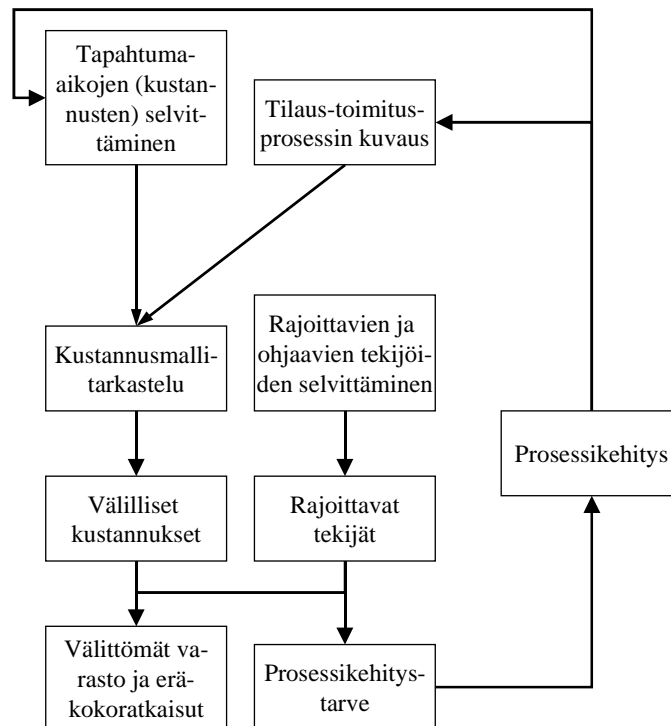 Tapahtuma-
aikojen (kustan-
nusten) selvit-
täminen
Tilaus-toimitus-
prosessin kuvaus
Kustannusmalli-
tarkastelu
Rajoittavien ja
ohjaavien tekijöi-
den selvittäminen
Prosessikehitys
Välilliset
kustannukset
Rajoittavat
tekijät
Välittömät va-
rasto ja erä-
kokoratkaisut
Prosessikehitys-
tarve